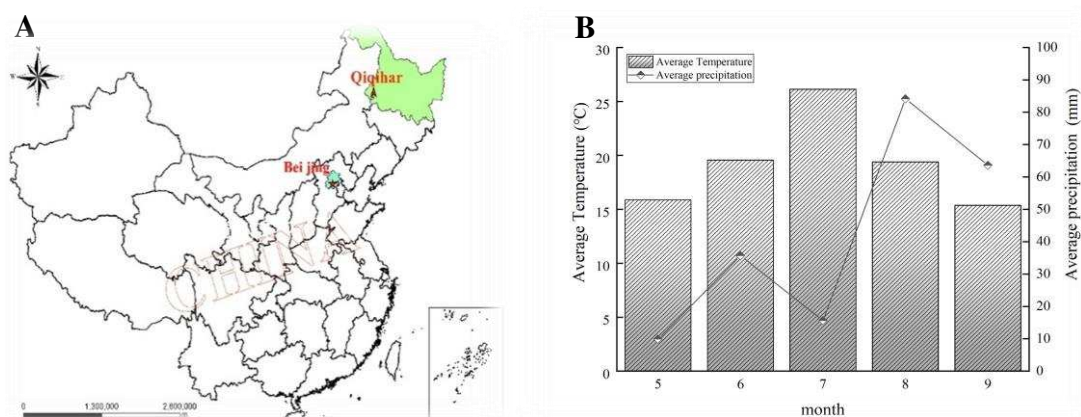 A
N
W
E
S
Qiqihar
Bei jing
CHINA
0
1,300,000
2,600,000
B
30
25
20
15
10
5
0
Average Temperature (°C)
Average Temperature
Average precipitation
100
90
80
70
60
50
40
30
20
10
0
Average precipitation (mm)
5
6
7
8
9
month